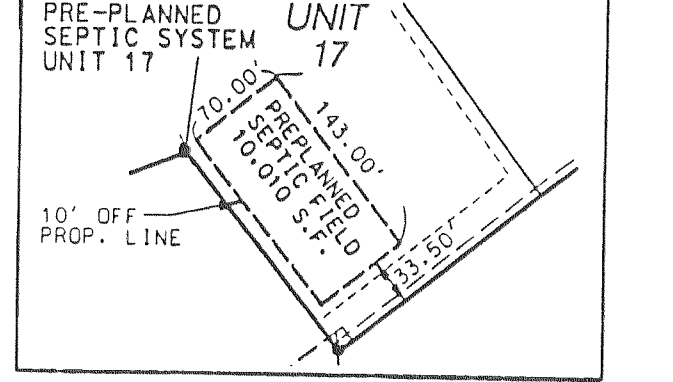 PRE-PLANNED
SEPTIC SYSTEM
UNIT 17
UNIT
17
70.00'
143.00'
PREPLANNED
SEPTIC FIELD
10.010 S.F.
10' OFF
PROP. LINE
33.50'